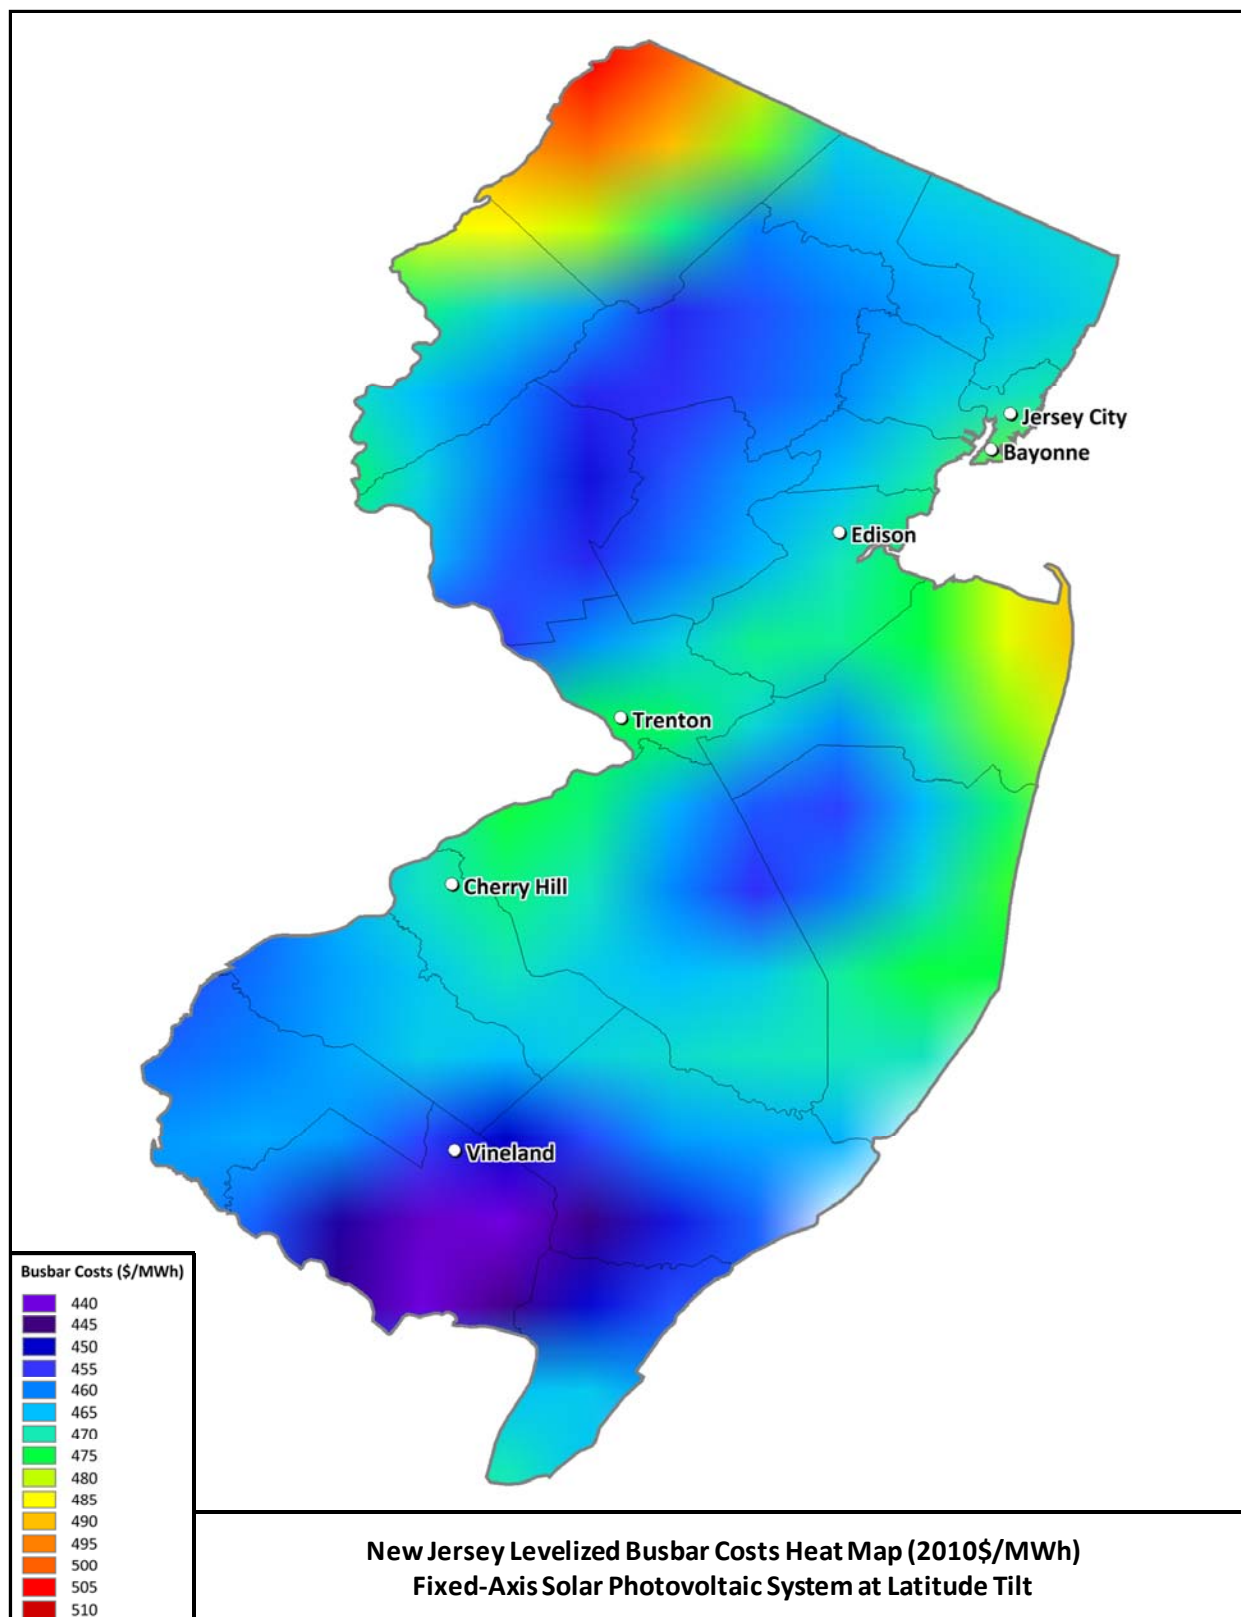 Jersey City
Bayonne
Edison
Trenton
Cherry Hill
Vineland
Busbar Costs ($/MWh)
440
445
450
455
460
465
470
475
480
485
490
495
500
505
510
New Jersey Levelized Busbar Costs Heat Map (2010$/MWh)
Fixed-Axis Solar Photovoltaic System at Latitude Tilt